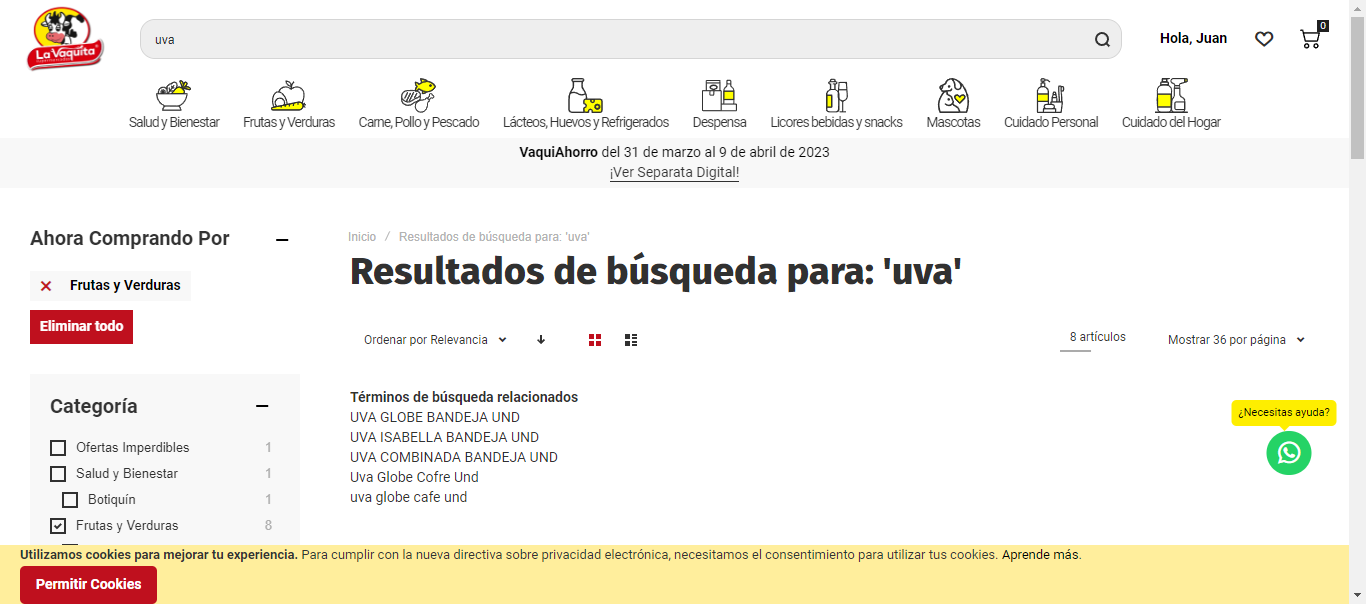 La Vaquita
uva
Hola, Juan
0
Salud y Bienestar
Frutas y Verduras
Carne, Pollo y Pescado
Lácteos, Huevos y Refrigerados
Despensa
Licores bebidas y snacks
Mascotas
Cuidado Personal
Cuidado del Hogar
VaquiAhorro del 31 de marzo al 9 de abril de 2023
¡Ver Separata Digital!
Ahora Comprando Por
Frutas y Verduras
Eliminar todo
Categoría
Ofertas Imperdibles 1
Salud y Bienestar 1
Botiquín 1
Frutas y Verduras 8
Inicio / Resultados de búsqueda para: 'uva'
Resultados de búsqueda para: 'uva'
Ordenar por Relevancia
8 artículos
Mostrar 36 por página
Términos de búsqueda relacionados
UVA GLOBE BANDEJA UND
UVA ISABELLA BANDEJA UND
UVA COMBINADA BANDEJA UND
Uva Globe Cofre Und
uva globe cafe und
¿Necesitas ayuda?
Utilizamos cookies para mejorar tu experiencia. Para cumplir con la nueva directiva sobre privacidad electrónica, necesitamos el consentimiento para utilizar tus cookies. Aprende más.
Permitir Cookies